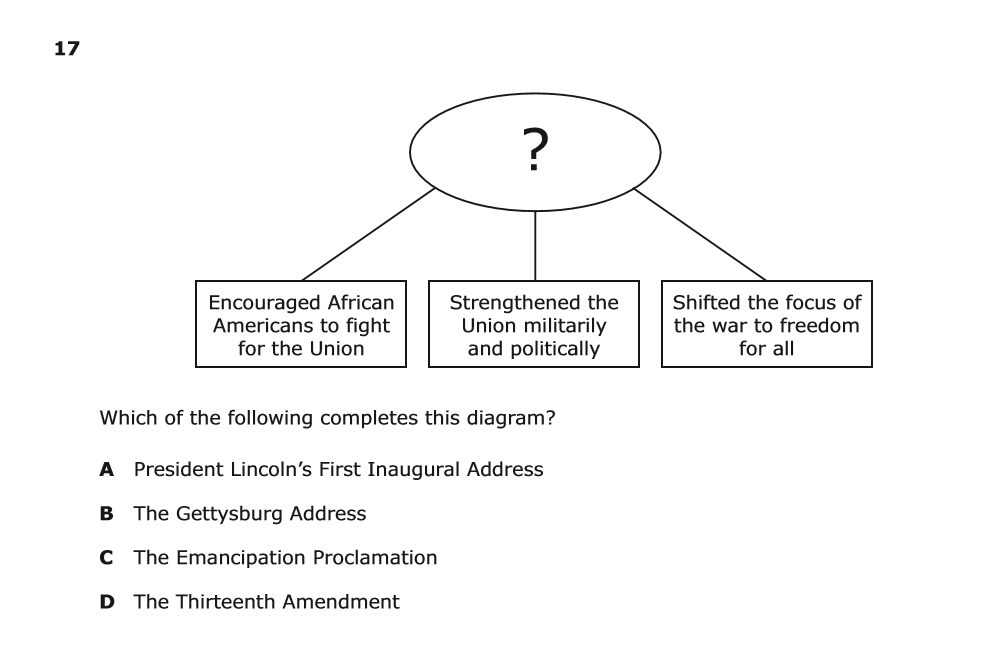 17
?
Encouraged African
Americans to fight
for the Union
Strengthened the
Union militarily
and politically
Shifted the focus of
the war to freedom
for all
Which of the following completes this diagram?
A President Lincoln’s First Inaugural Address
B The Gettysburg Address
C The Emancipation Proclamation
D The Thirteenth Amendment